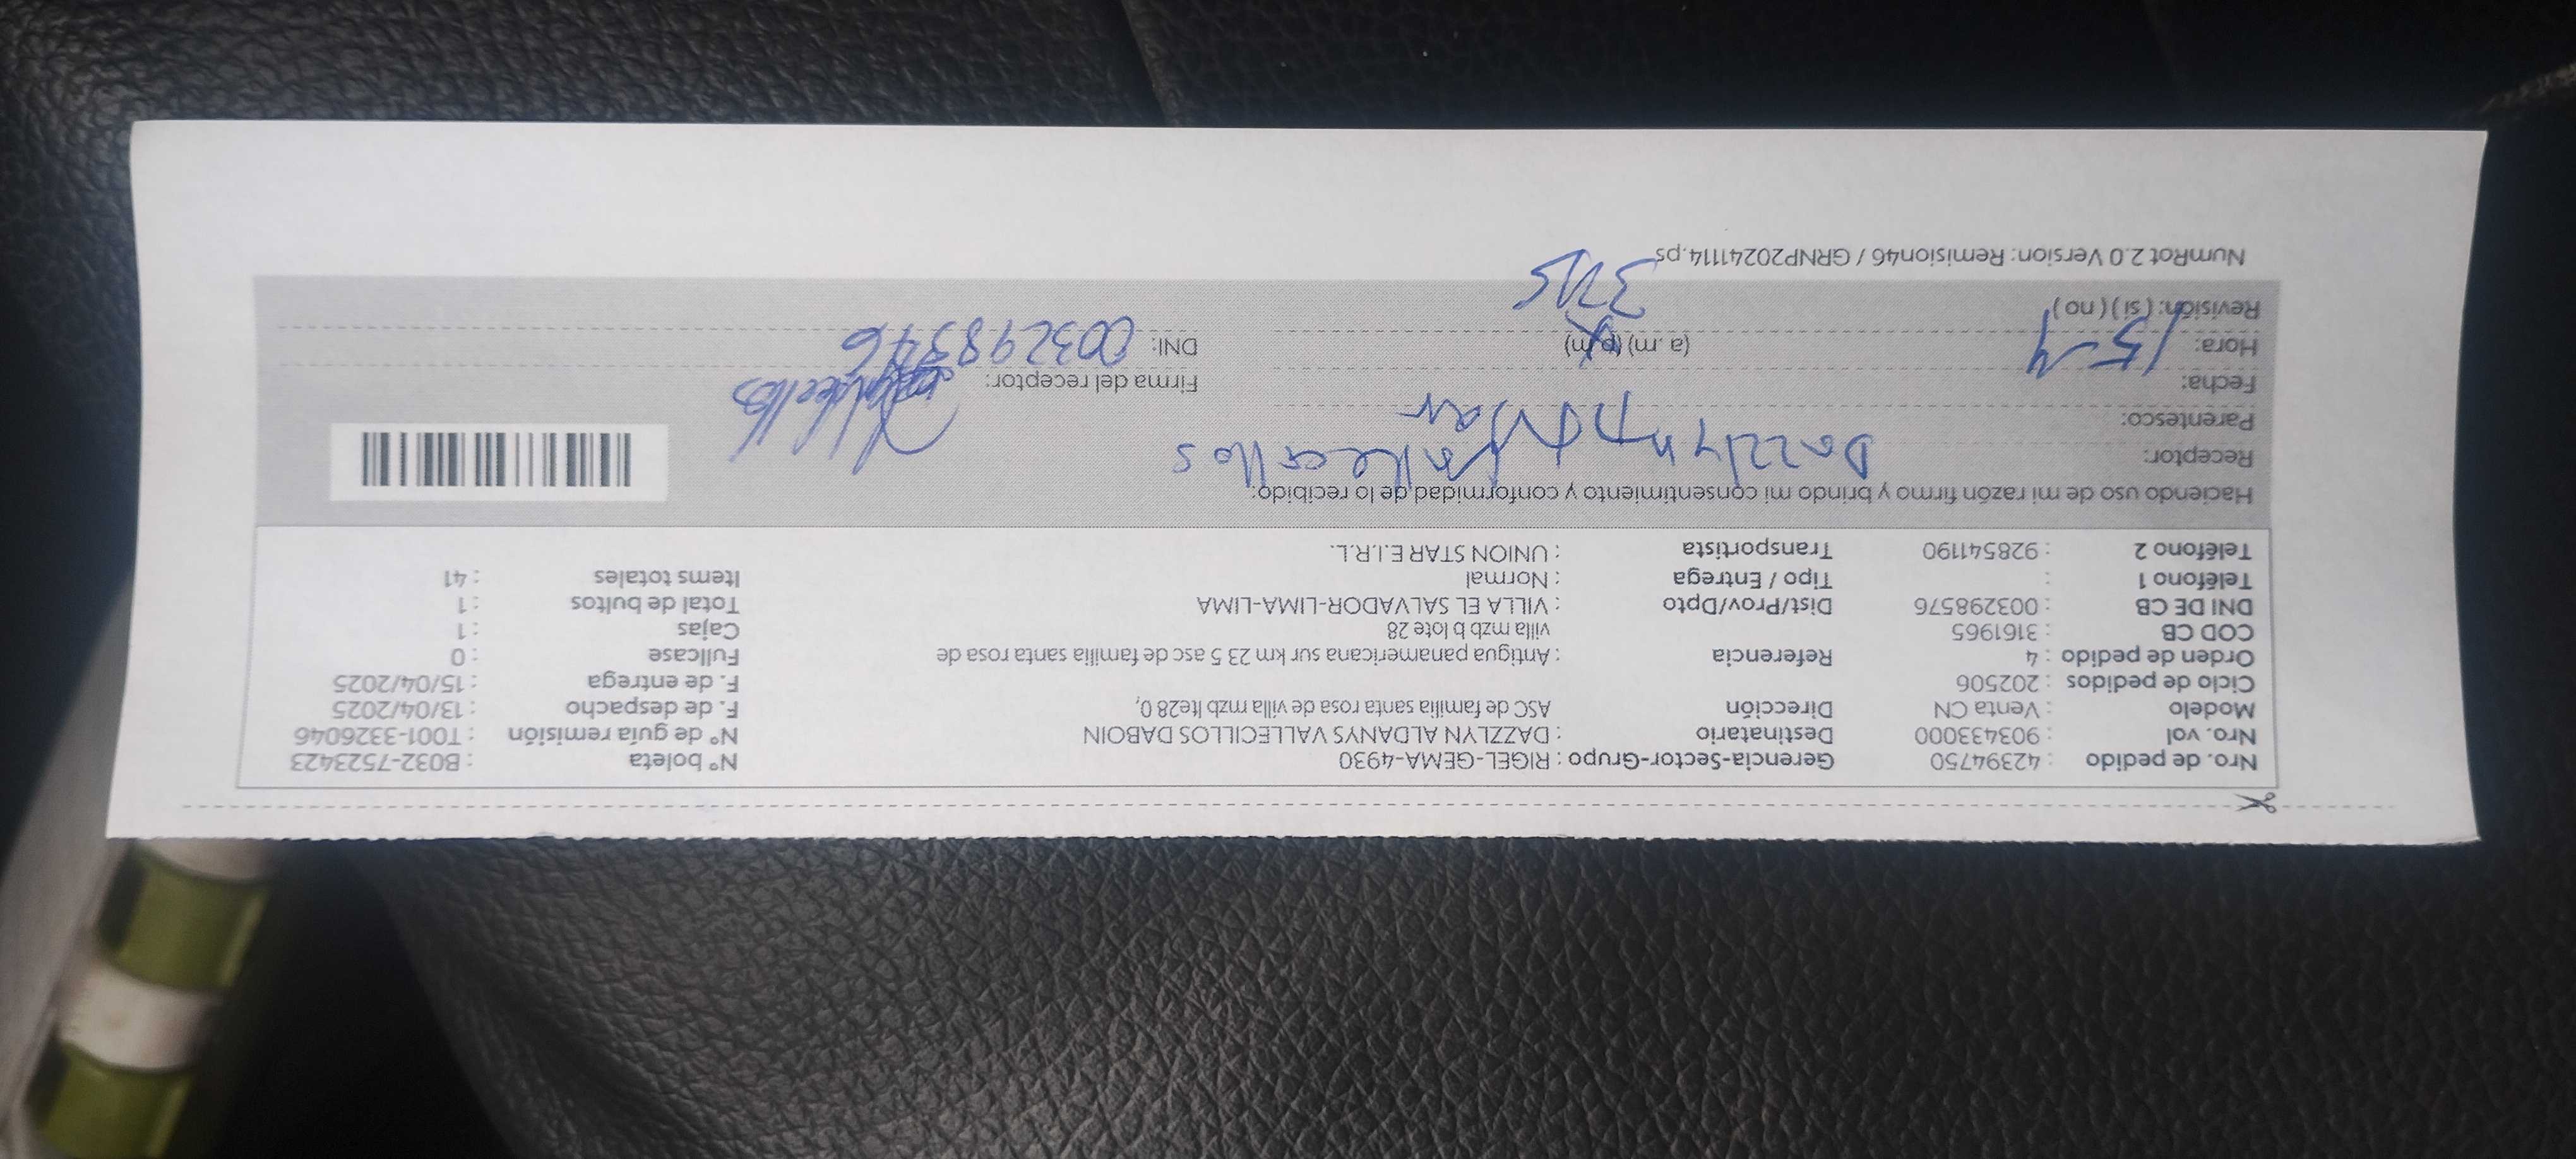 Nro. de pedido : 42394750 Gerencia-Sector-Grupo : RIGEL-GEMA-4930 N° boleta : B032-7523423
Nro. vol : 903433000 Destinatario : DAZZLYN ALDANYS VALLECILLOS DABOIN N° de guía remisión : T001-3326046
Modelo : Venta CN Dirección ASC de familia santa rosa de villa mzb lte28 0, F. de despacho : 13/04/2025
Ciclo de pedidos : 202506 F. de entrega : 15/04/2025
Orden de pedido : 4 Referencia : Antigua panamericana sur km 23 5 asc de familia santa rosa de Fullcase : 0
COD CB : 3161965 villa mzb b lote 28 Cajas : 1
DNI DE CB : 003298576 Dist/Prov/Dpto : VILLA EL SALVADOR-LIMA-LIMA Total de bultos : 1
Teléfono 1 : Tipo / Entrega : Normal Items totales : 41
Teléfono 2 : 928541190 Transportista : UNION STAR E.I.R.L.
Haciendo uso de mi razón firmo y brindo mi consentimiento y conformidad de lo recibido:
Receptor: Dazzlyn Vallecillos
Parentesco: titular
Fecha: 15-4 Firma del receptor:
Hora: (a. m) (p. m) DNI:
Revisión: ( si ) ( no )
NumRot 2.0 Version: Remision46 / GRNP20241114.ps